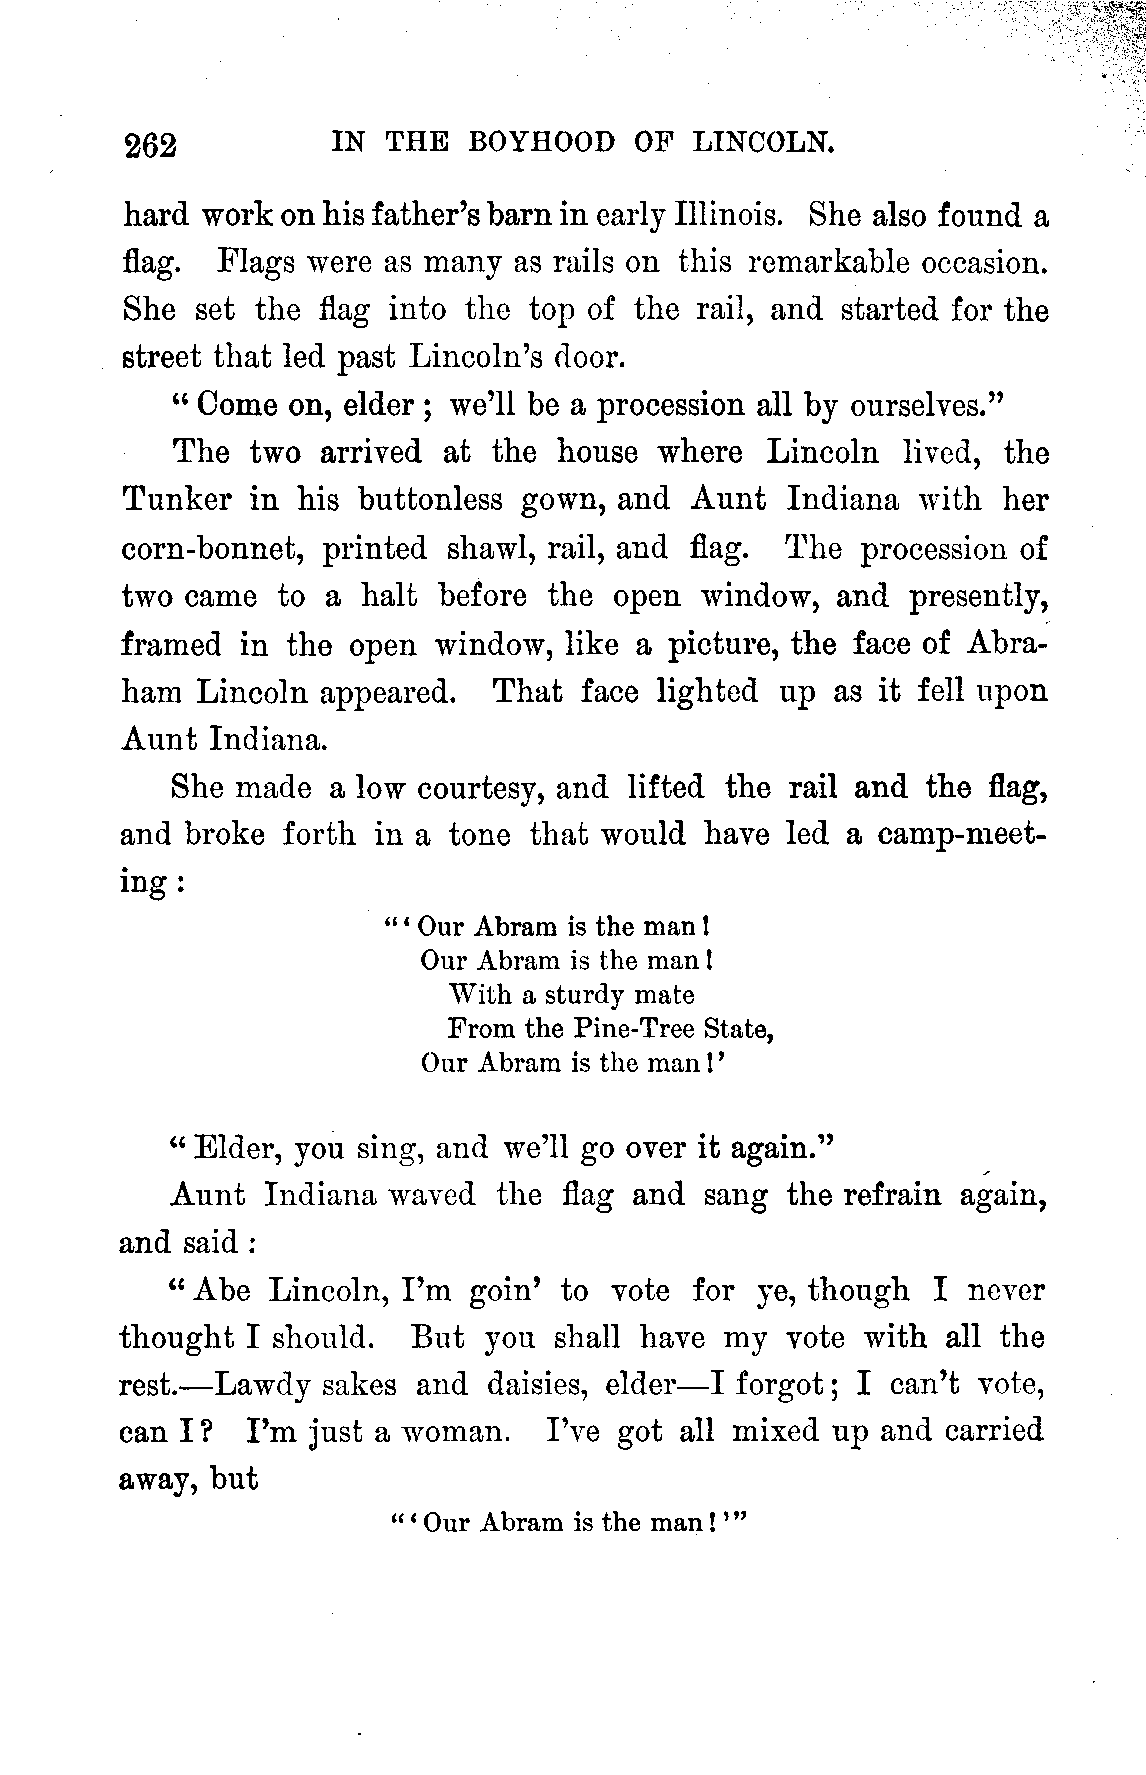 262 IN THE BOYHOOD OF LINCOLN.
hard work on his father's barn in early Illinois. She also found a
flag. Flags were as many as rails on this remarkable occasion.
She set the flag into the top of the rail, and started for the
street that led past Lincoln's door.
“Come on, elder; we'll be a procession all by ourselves.”
The two arrived at the house where Lincoln lived, the
Tunker in his buttonless gown, and Aunt Indiana with her
corn-bonnet, printed shawl, rail, and flag. The procession of
two came to a halt before the open window, and presently,
framed in the open window, like a picture, the face of Abra-
ham Lincoln appeared. That face lighted up as it fell upon
Aunt Indiana.
She made a low courtesy, and lifted the rail and the flag,
and broke forth in a tone that would have led a camp-meet-
ing:
“‘Our Abram is the man!
Our Abram is the man!
With a sturdy mate
From the Pine-Tree State,
Our Abram is the man!’
“Elder, you sing, and we'll go over it again.”
Aunt Indiana waved the flag and sang the refrain again,
and said:
“Abe Lincoln, I'm goin' to vote for ye, though I never
thought I should. But you shall have my vote with all the
rest.—Lawdy sakes and daisies, elder—I forgot; I can't vote,
can I? I'm just a woman. I've got all mixed up and carried
away, but
“‘Our Abram is the man!’”